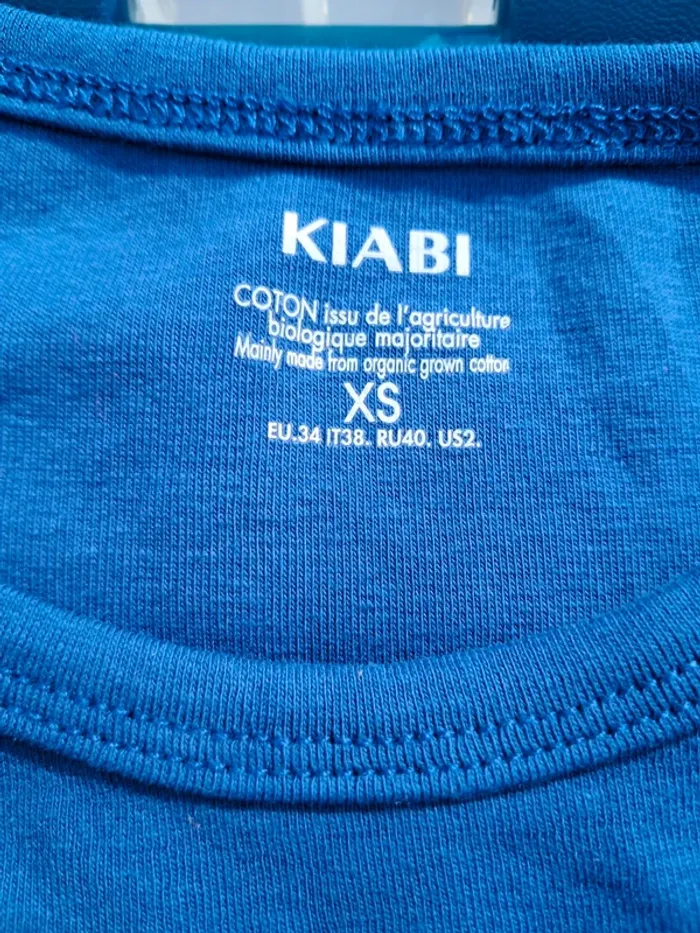 KIABI
COTON issu de l'agriculture
biologique majoritaire
Mainly made from organic grown cotton
XS
EU.34 IT38. RU40. US2.